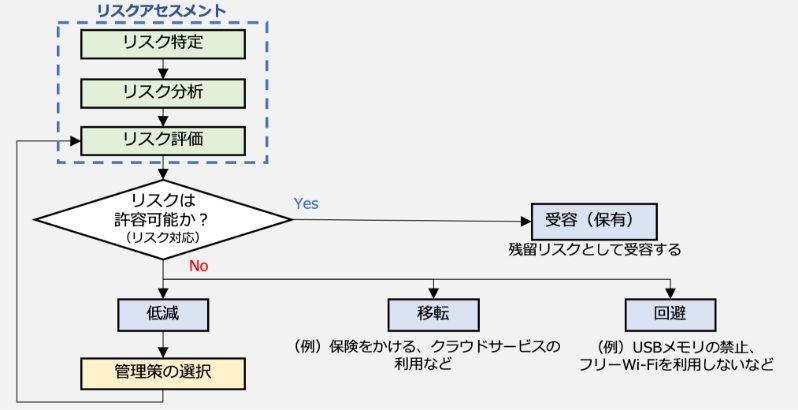 リスクアセスメント
リスク特定
リスク分析
リスク評価
リスクは
許容可能か？
（リスク対応）
Yes
受容（保有）
残留リスクとして受容する
No
低減
移転
回避
（例）保険をかける、クラウドサービスの
利用など
（例）USBメモリの禁止、
フリーWi-Fiを利用しないなど
管理策の選択